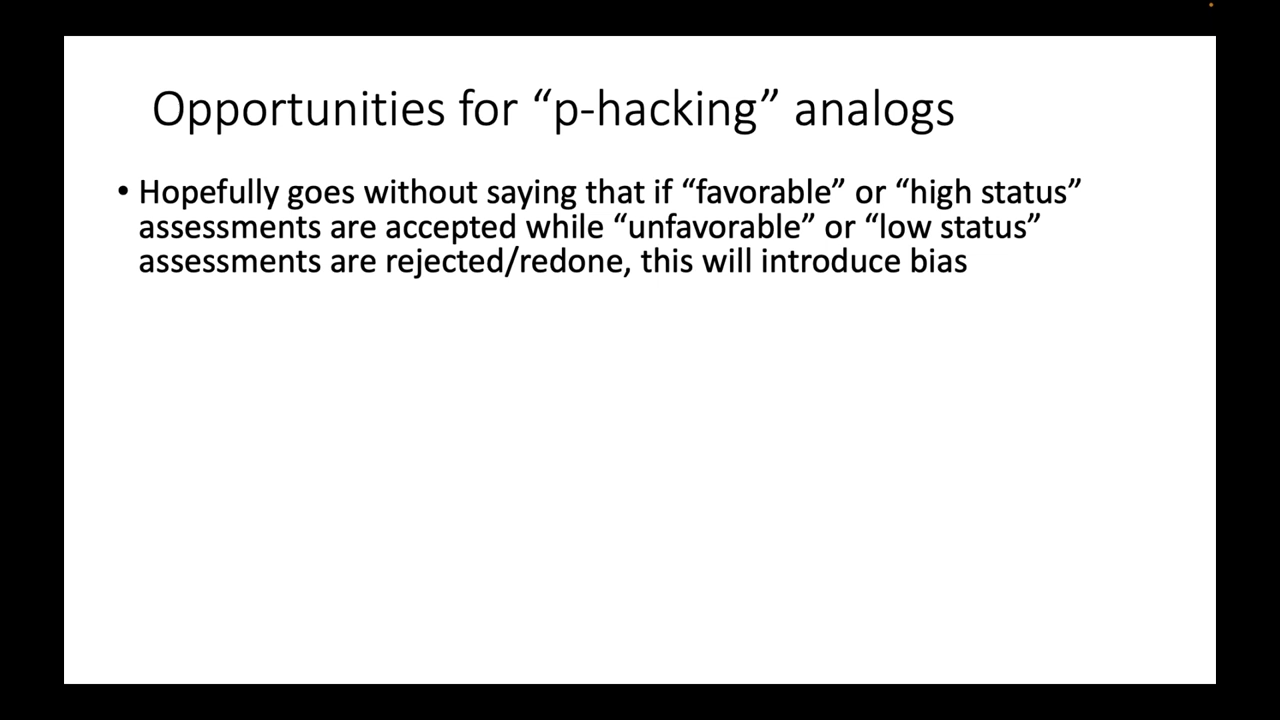 Opportunities for “p-hacking” analogs
• Hopefully goes without saying that if “favorable” or “high status”
assessments are accepted while “unfavorable” or “low status”
assessments are rejected/redone, this will introduce bias